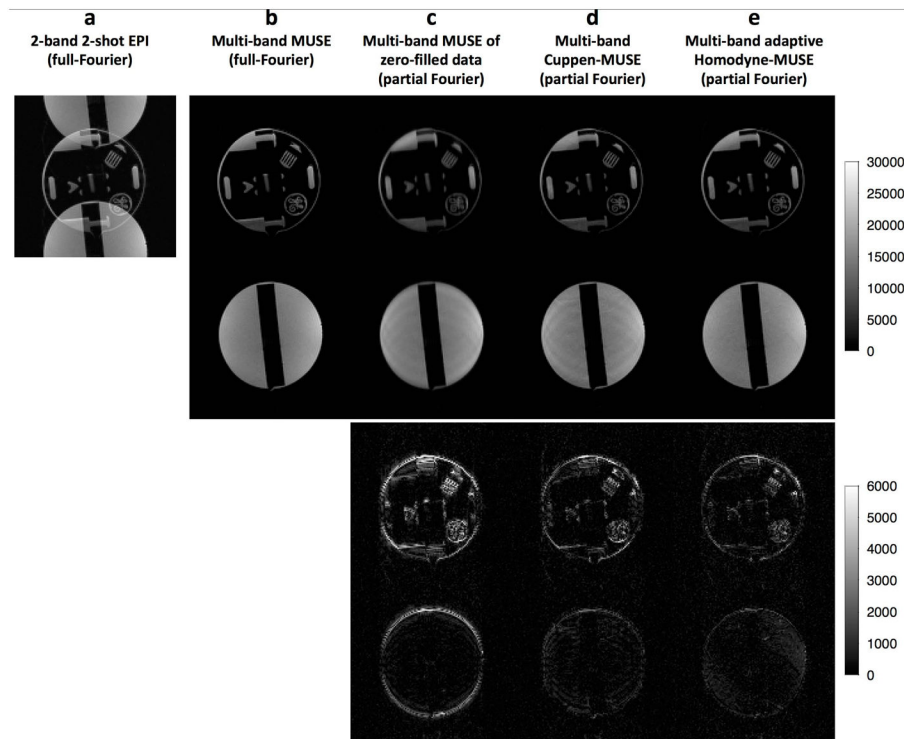 a
2-band 2-shot EPI
(full-Fourier)
b
Multi-band MUSE
(full-Fourier)
c
Multi-band MUSE of
zero-filled data
(partial Fourier)
d
Multi-band
Cuppen-MUSE
(partial Fourier)
e
Multi-band adaptive
Homodyne-MUSE
(partial Fourier)
30000
25000
20000
15000
10000
5000
0
6000
5000
4000
3000
2000
1000
0